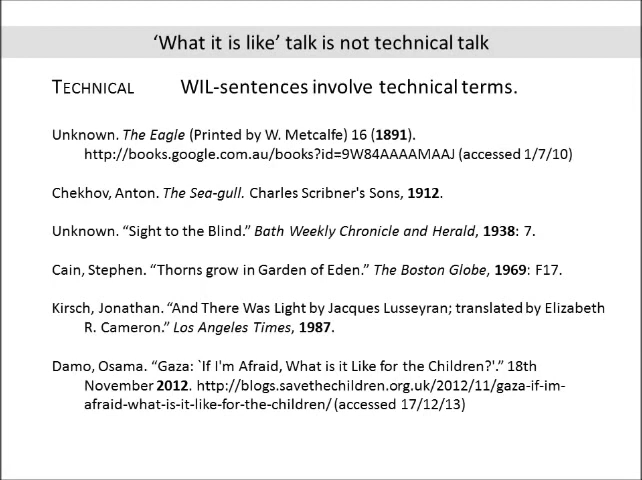 ‘What it is like’ talk is not technical talk
TECHNICAL WIL-sentences involve technical terms.
Unknown. The Eagle (Printed by W. Metcalfe) 16 (1891).
http://books.google.com.au/books?id=9W84AAAAMAAJ (accessed 1/7/10)
Chekhov, Anton. The Sea-gull. Charles Scribner's Sons, 1912.
Unknown. “Sight to the Blind.” Bath Weekly Chronicle and Herald, 1938: 7.
Cain, Stephen. “Thorns grow in Garden of Eden.” The Boston Globe, 1969: F17.
Kirsch, Jonathan. “And There Was Light by Jacques Lusseyran; translated by Elizabeth
R. Cameron.” Los Angeles Times, 1987.
Damo, Osama. “Gaza: `If I'm Afraid, What is it Like for the Children?'.” 18th
November 2012. http://blogs.savethechildren.org.uk/2012/11/gaza-if-im-
afraid-what-is-it-like-for-the-children/ (accessed 17/12/13)